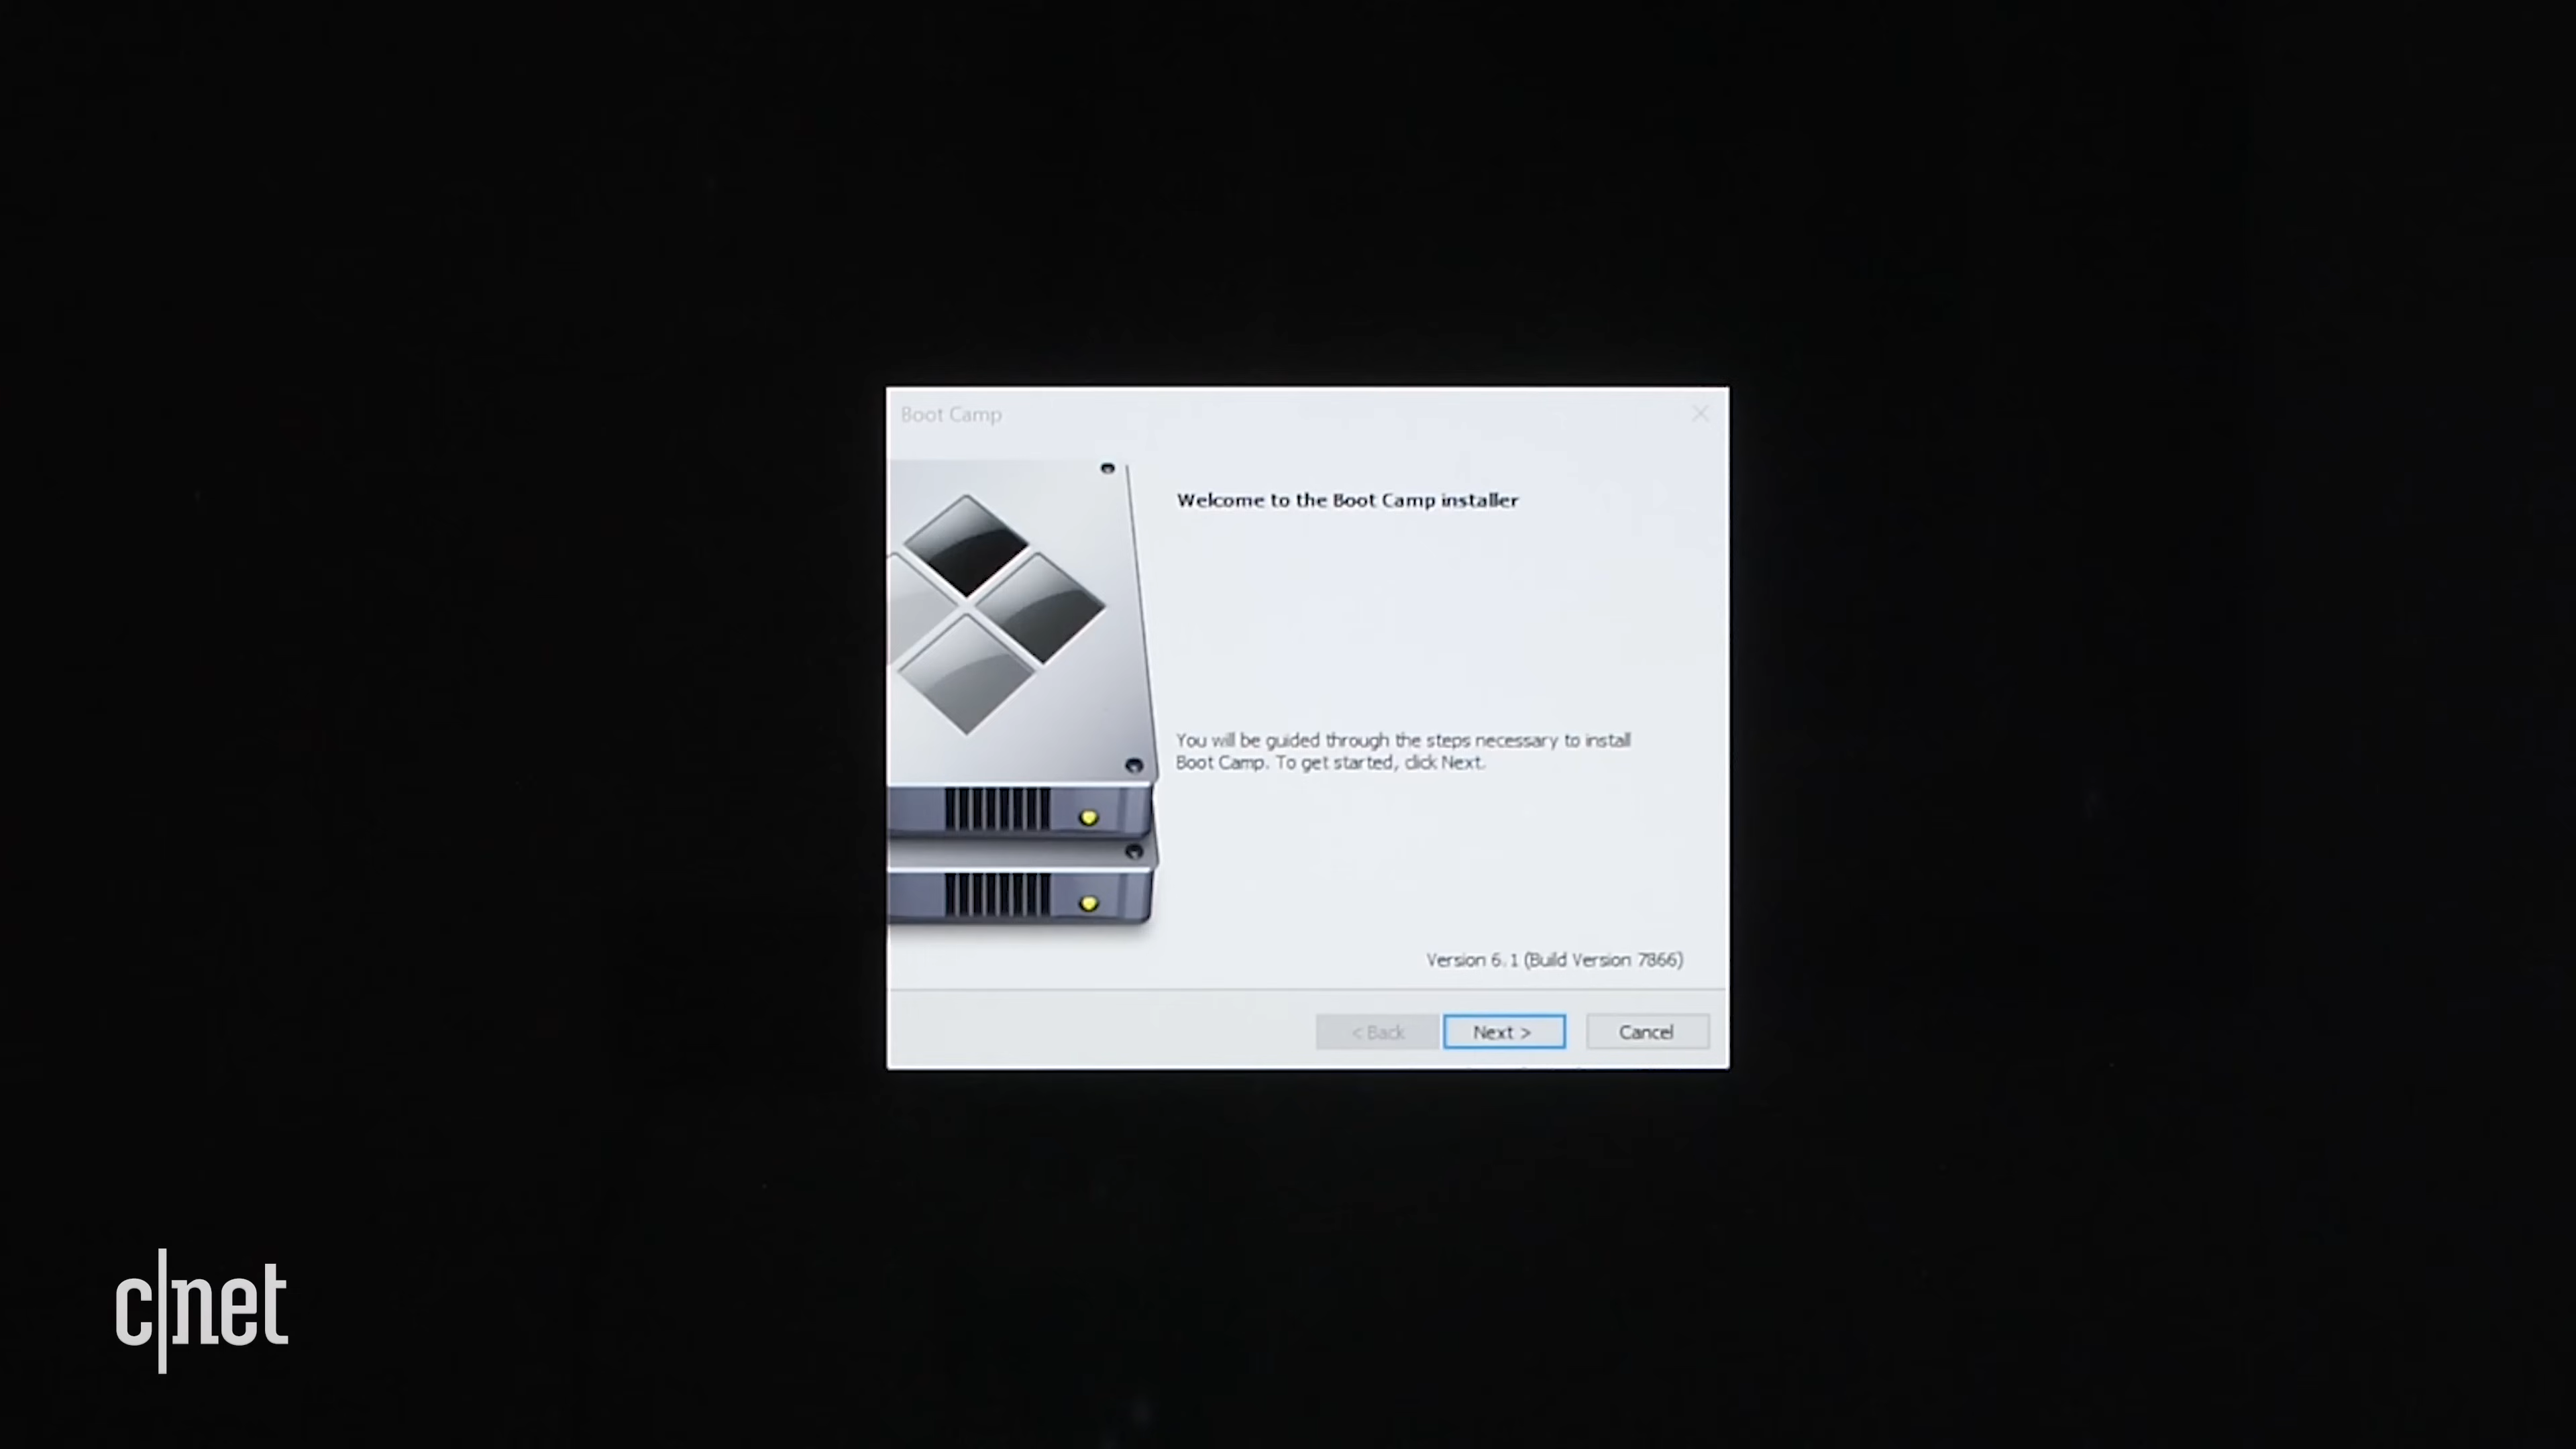 Boot Camp
Welcome to the Boot Camp installer
You will be guided through the steps necessary to install
Boot Camp. To get started, click Next.
Version 6.1 (Build Version 7866)
< Back
Next >
Cancel
c|net